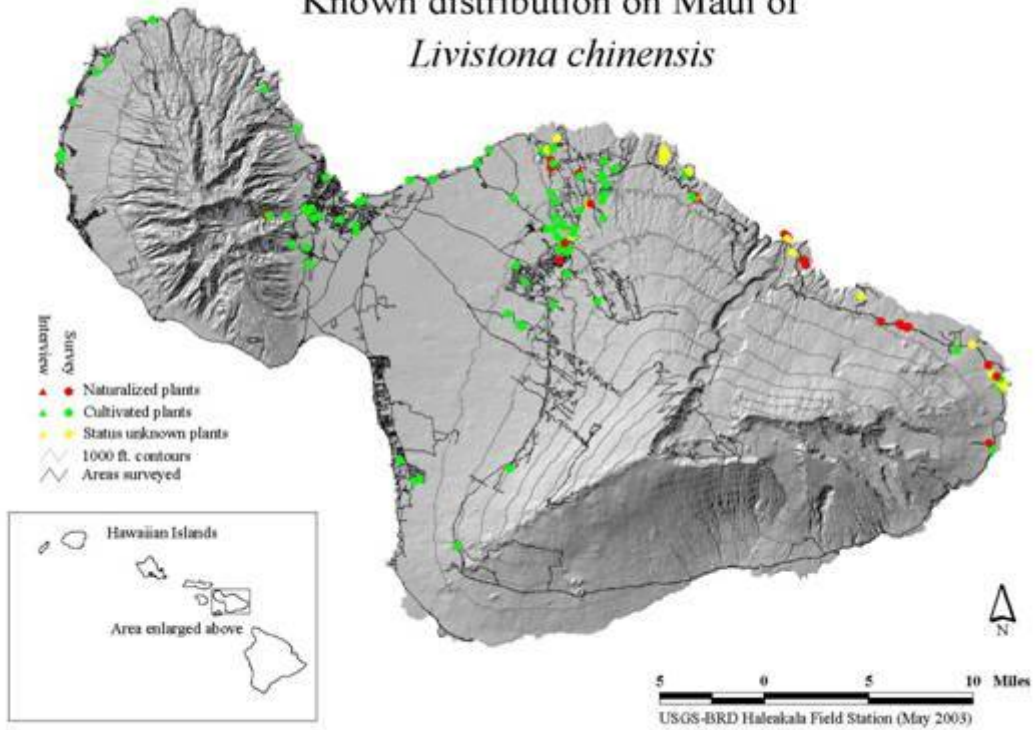 Known distribution on Maui of
Livistona chinensis
Interview
Survey
Naturalized plants
Cultivated plants
Status unknown plants
1000 ft. contours
Areas surveyed
Hawaiian Islands
Area enlarged above
N
5 0 5 10 Miles
USGS-BRD Haleakala Field Station (May 2003)